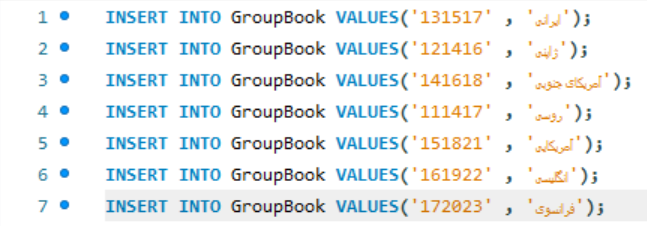 1 INSERT INTO GroupBook VALUES('131517' , 'ایرانی');
2 INSERT INTO GroupBook VALUES('121416' , 'ژاپنی');
3 INSERT INTO GroupBook VALUES('141618' , 'آمریکای جنوبی');
4 INSERT INTO GroupBook VALUES('111417' , 'روسی');
5 INSERT INTO GroupBook VALUES('151821' , 'آمریکایی');
6 INSERT INTO GroupBook VALUES('161922' , 'انگلیسی');
7 INSERT INTO GroupBook VALUES('172023' , 'فرانسوی');